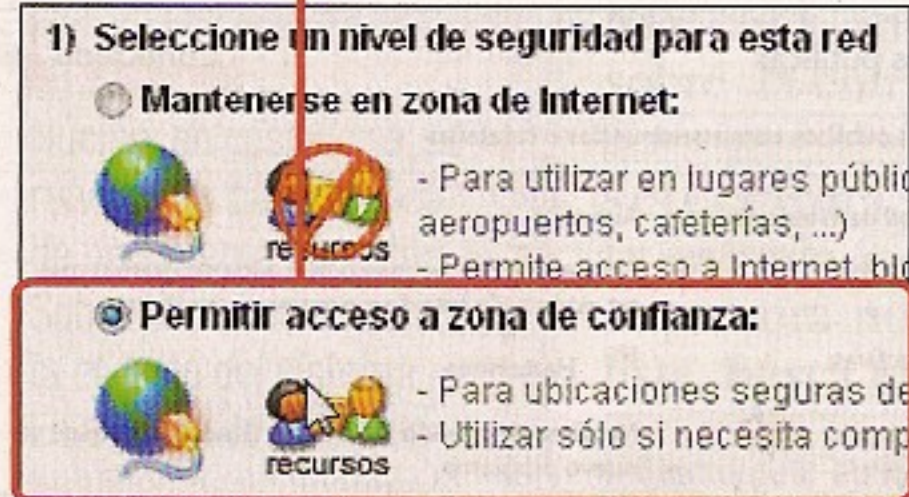 1) Seleccione un nivel de seguridad para esta red
Mantenerse en zona de Internet:
recursos
- Para utilizar en lugares públic
aeropuertos, cafeterías, ...)
- Permite acceso a Internet, blo
Permitir acceso a zona de confianza:
recursos
- Para ubicaciones seguras de
- Utilizar sólo si necesita comp